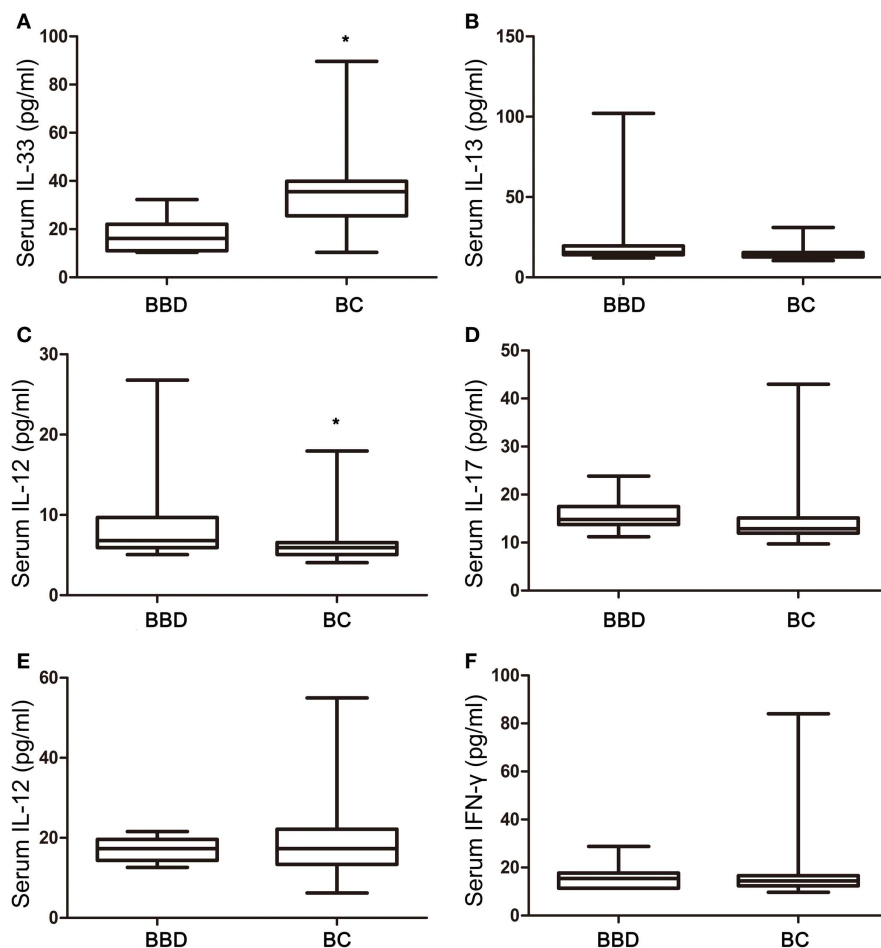 A
Serum IL-33 (pg/ml)
100
80
60
40
20
0
*
BBD
BC
B
Serum IL-13 (pg/ml)
150
100
50
0
BBD
BC
C
Serum IL-12 (pg/ml)
30
20
10
0
*
BBD
BC
D
Serum IL-17 (pg/ml)
50
40
30
20
10
0
BBD
BC
E
Serum IL-12 (pg/ml)
60
40
20
0
BBD
BC
F
Serum IFN-γ (pg/ml)
100
80
60
40
20
0
BBD
BC